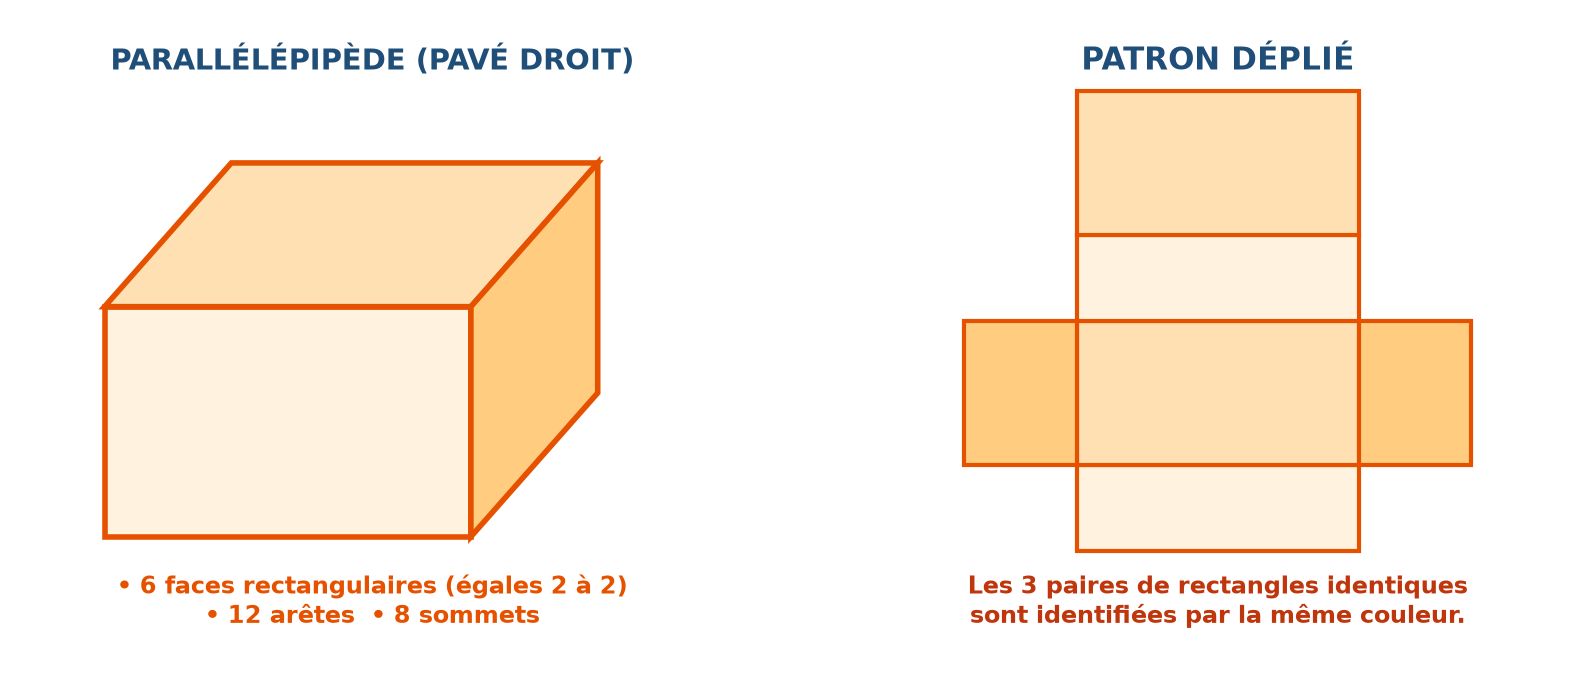 PARALLÉLÉPIPÈDE (PAVÉ DROIT)
• 6 faces rectangulaires (égales 2 à 2)
• 12 arêtes • 8 sommets
PATRON DÉPLIÉ
Les 3 paires de rectangles identiques
sont identifiées par la même couleur.